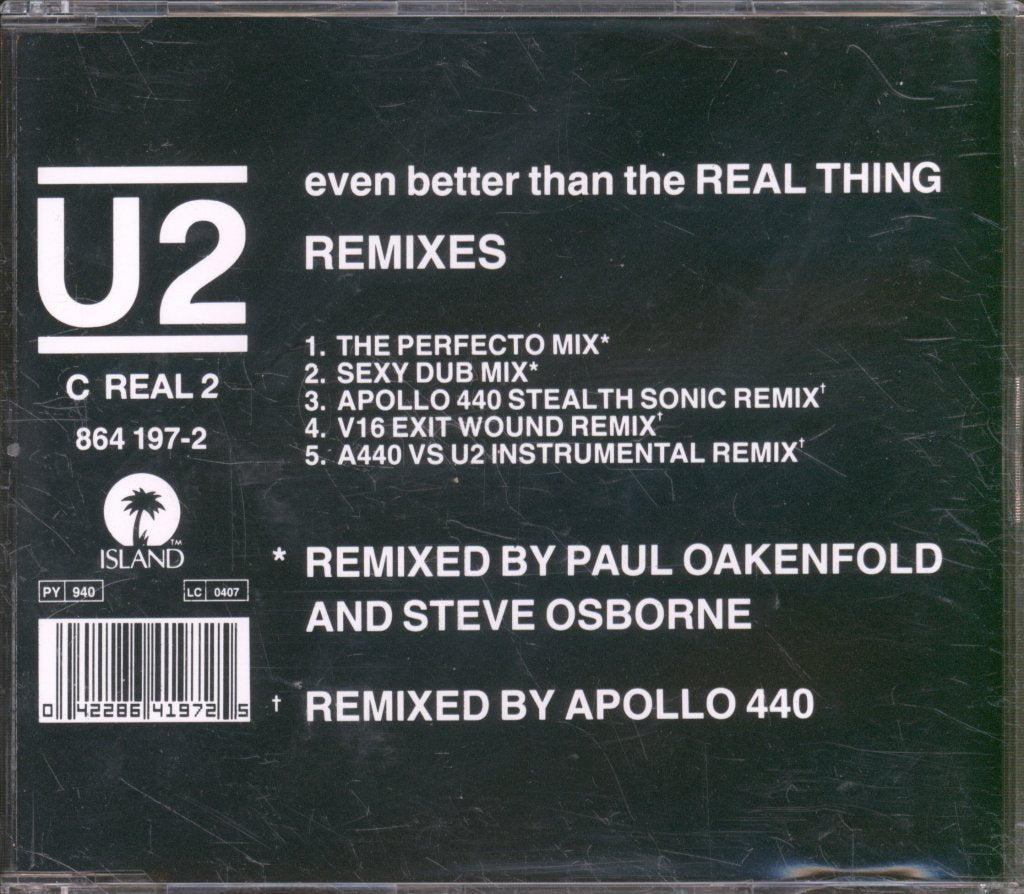 U2
C REAL 2
864 197-2
ISLAND™
PY 940
LC 0407
0 42286 41972 5
even better than the REAL THING
REMIXES
1. THE PERFECTO MIX*
2. SEXY DUB MIX*
3. APOLLO 440 STEALTH SONIC REMIX†
4. V16 EXIT WOUND REMIX†
5. A440 VS U2 INSTRUMENTAL REMIX†
* REMIXED BY PAUL OAKENFOLD
AND STEVE OSBORNE
† REMIXED BY APOLLO 440